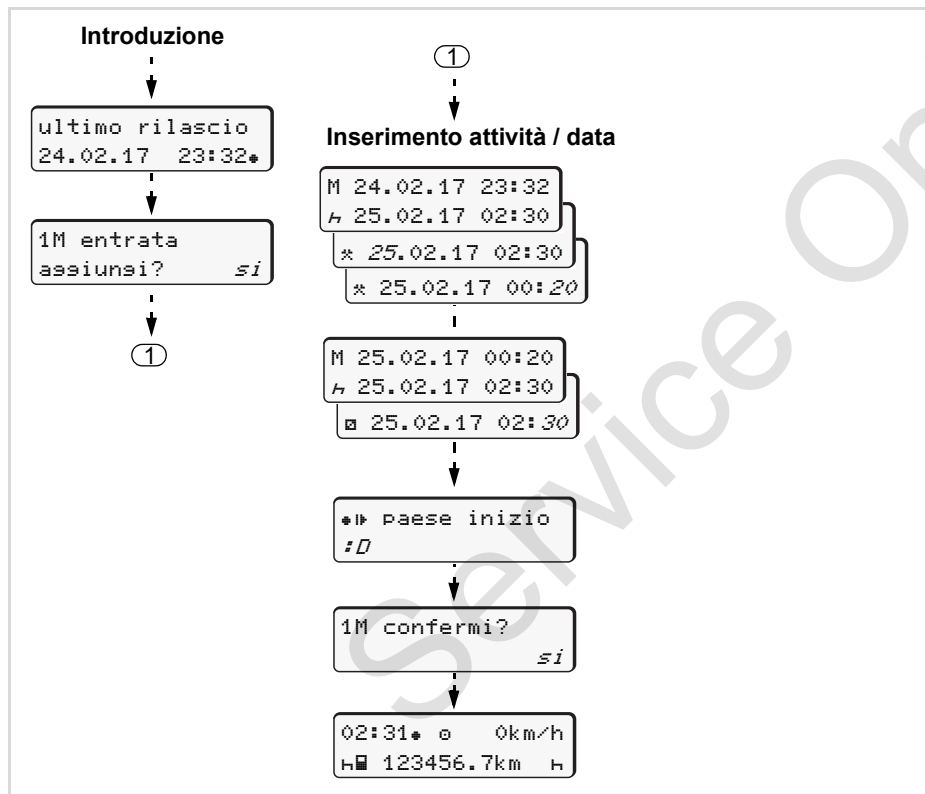 Introduzione
ultimo rilascio
24.02.17 23:32
1M entrata
aggiungi? si
1
1
Inserimento attività / data
M 24.02.17 23:32
25.02.17 02:30
25.02.17 02:30
25.02.17 00:20
M 25.02.17 00:20
25.02.17 02:30
25.02.17 02:30
paese inizio
:D
1M confermi?
si
02:31 0km/h
123456.7km
Service On